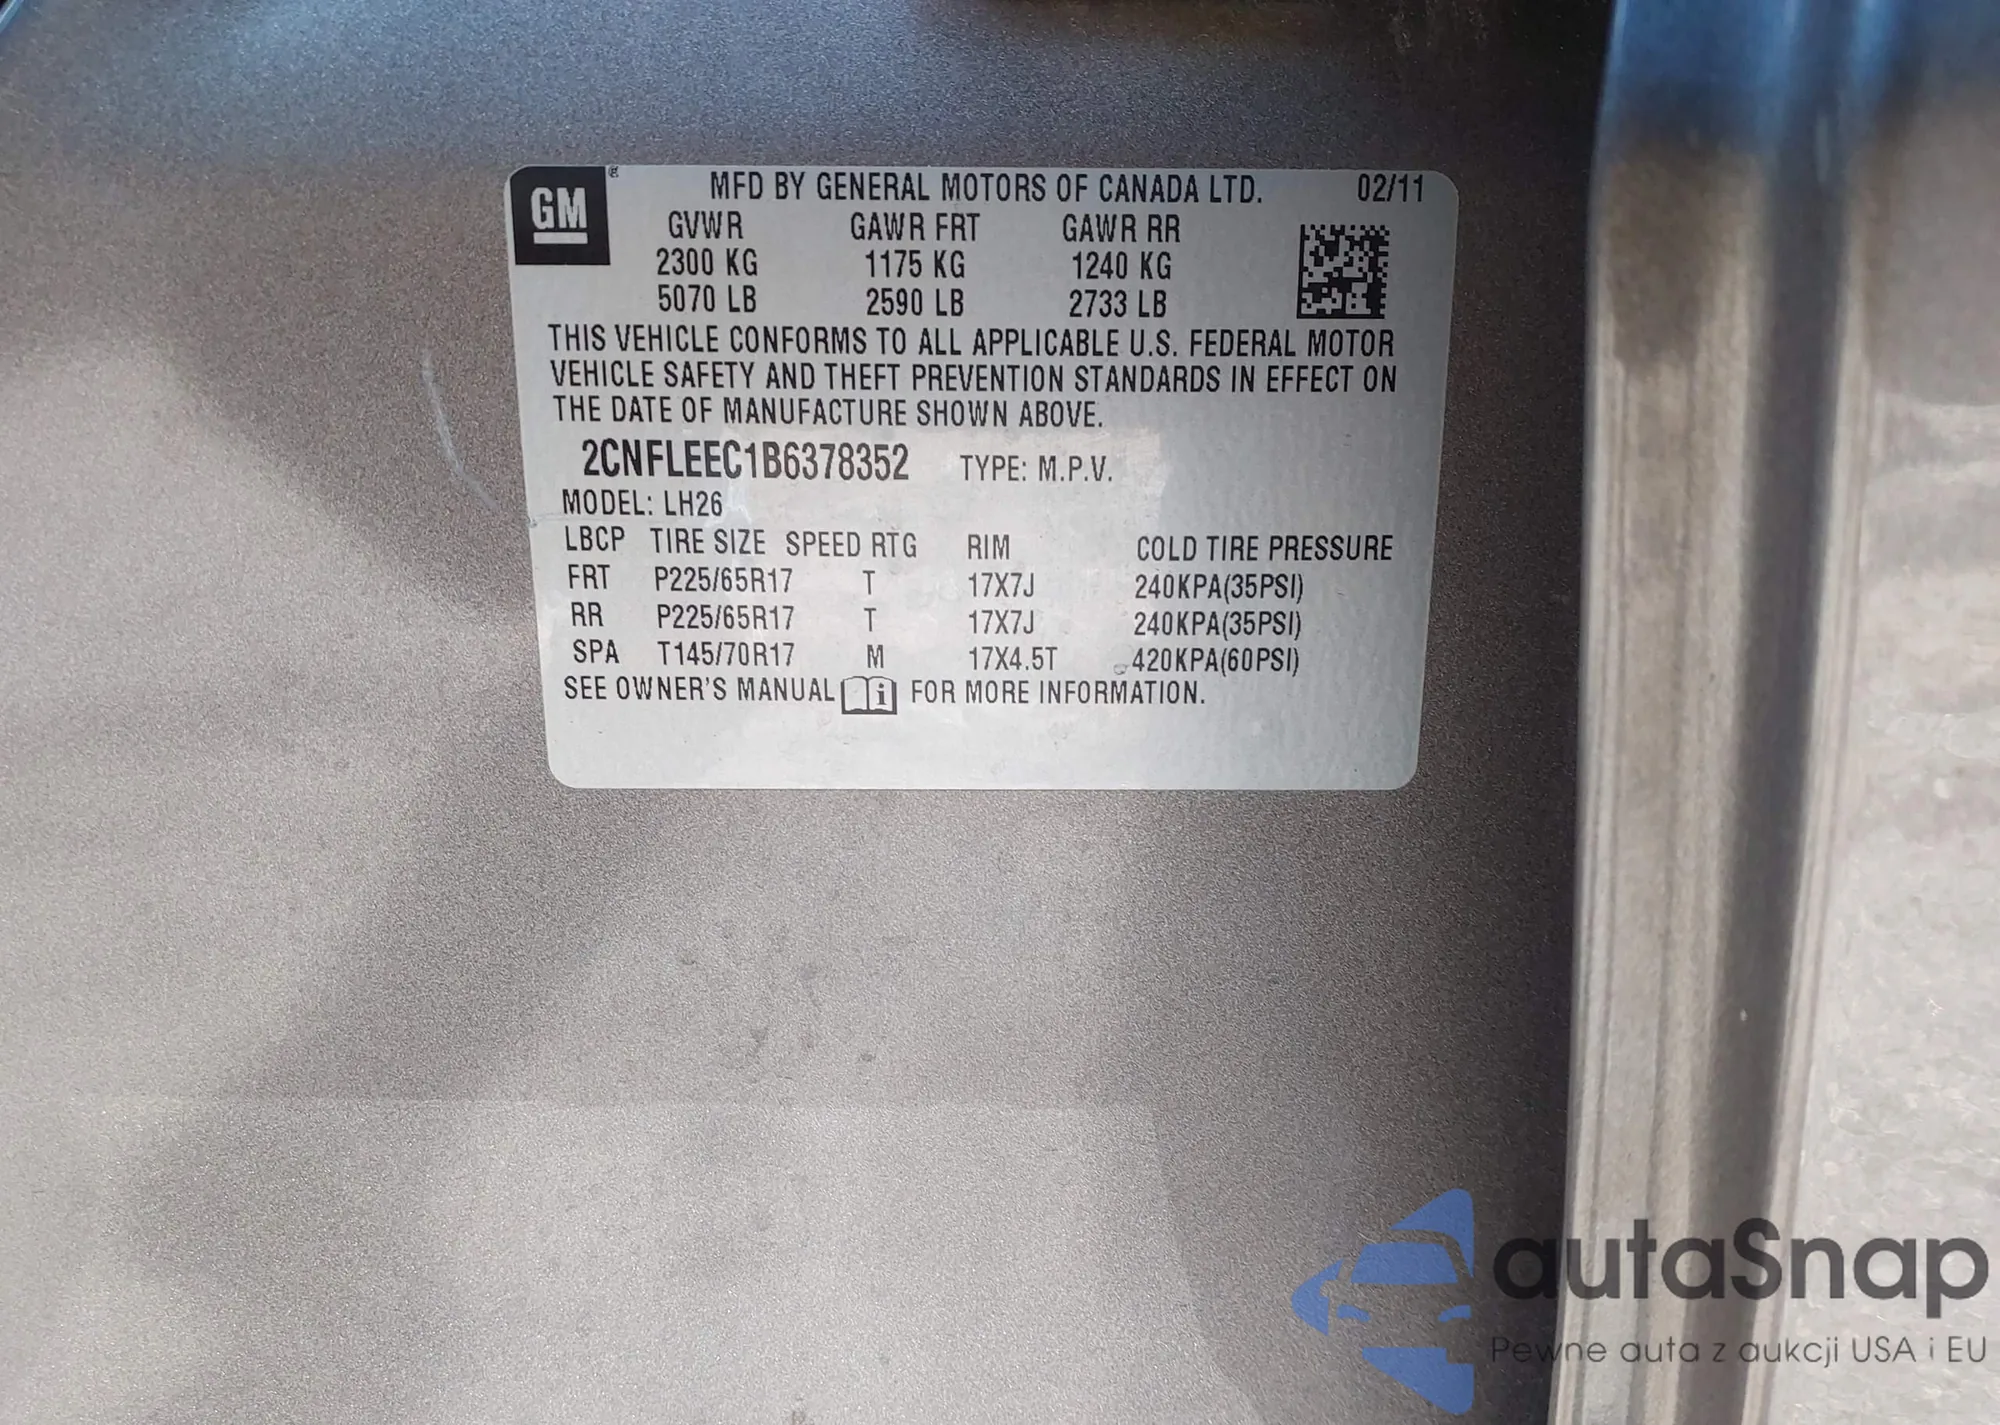 GM
MFD BY GENERAL MOTORS OF CANADA LTD. 02/11
GVWR GAWR FRT GAWR RR
2300 KG 1175 KG 1240 KG
5070 LB 2590 LB 2733 LB
THIS VEHICLE CONFORMS TO ALL APPLICABLE U.S. FEDERAL MOTOR
VEHICLE SAFETY AND THEFT PREVENTION STANDARDS IN EFFECT ON
THE DATE OF MANUFACTURE SHOWN ABOVE.
2CNFLEEC1B6378352 TYPE: M.P.V.
MODEL: LH26
LBCP TIRE SIZE SPEED RTG RIM COLD TIRE PRESSURE
FRT P225/65R17 T 17X7J 240KPA(35PSI)
RR P225/65R17 T 17X7J 240KPA(35PSI)
SPA T145/70R17 M 17X4.5T 420KPA(60PSI)
SEE OWNER'S MANUAL FOR MORE INFORMATION.
autaSnap
Pewne auta z aukcji USA i EU